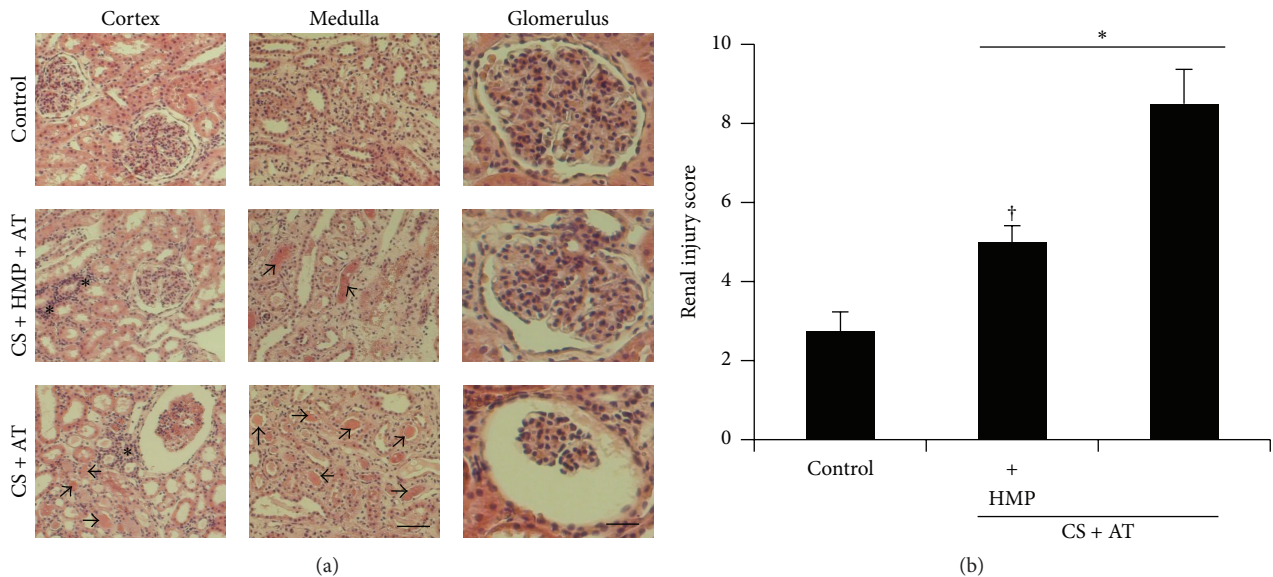 Cortex
Medulla
Glomerulus
Control
*
*
CS + HMP + AT
*
CS + AT
(a)
10
8
6
4
2
0
Renal injury score
*
†
Control
+
HMP
CS + AT
(b)